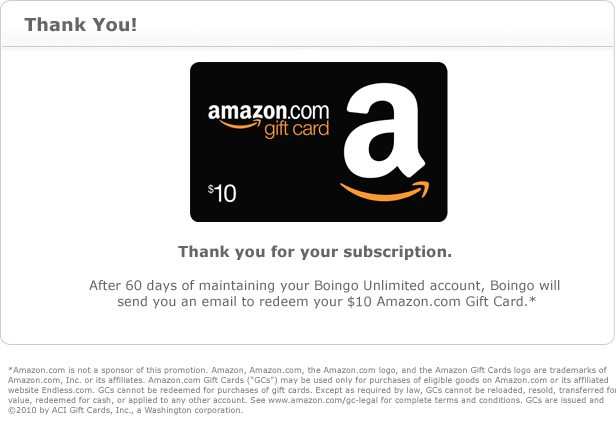 Thank You!
amazon.com
gift card
a
$10
Thank you for your subscription.
After 60 days of maintaining your Boingo Unlimited account, Boingo will
send you an email to redeem your $10 Amazon.com Gift Card.*
*Amazon.com is not a sponsor of this promotion. Amazon, Amazon.com, the Amazon.com logo, and the Amazon Gift Cards logo are trademarks of
Amazon.com, Inc. or its affiliates. Amazon.com Gift Cards ("GCs") may be used only for purchases of eligible goods on Amazon.com or its affiliated
website Endless.com. GCs cannot be redeemed for purchases of gift cards. Except as required by law, GCs cannot be reloaded, resold, transferred for
value, redeemed for cash, or applied to any other account. See www.amazon.com/gc-legal for complete terms and conditions. GCs are issued and
©2010 by ACI Gift Cards, Inc., a Washington corporation.